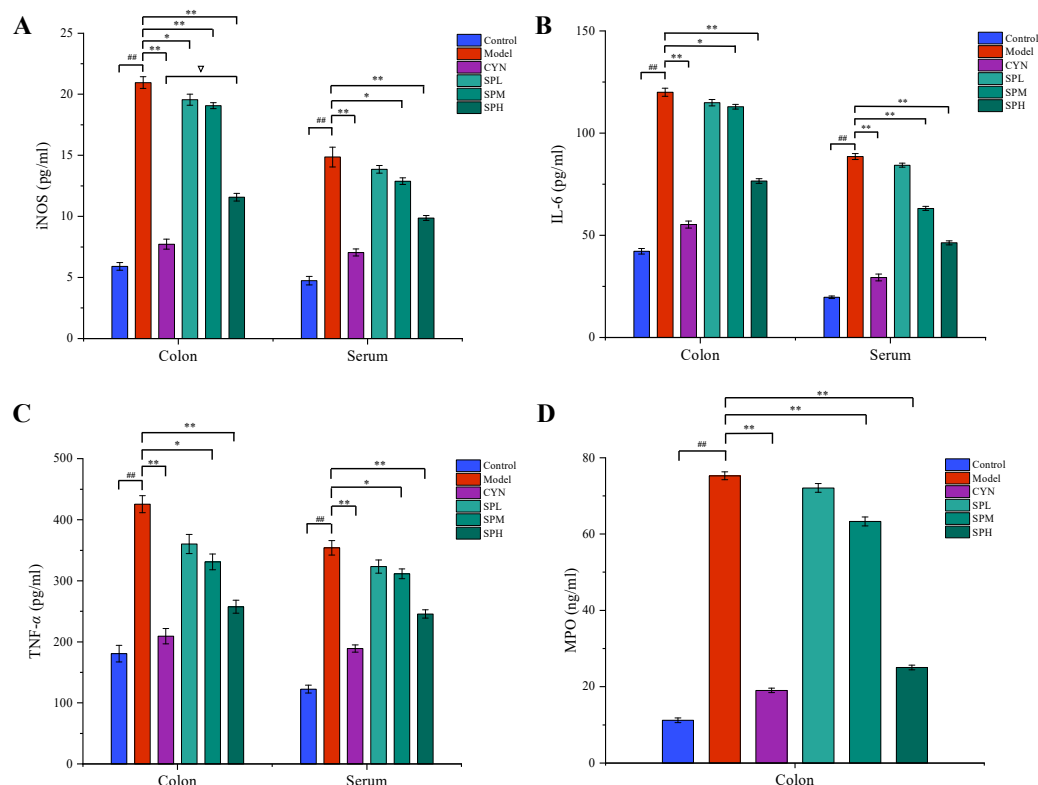 A
**
**
*
**
##
▽
**
*
**
##
25
20
15
10
5
0
iNOS (pg/ml)
Colon
Serum
Control
Model
CYN
SPL
SPM
SPH
B
**
*
**
##
**
**
**
##
150
100
50
0
IL-6 (pg/ml)
Colon
Serum
Control
Model
CYN
SPL
SPM
SPH
C
**
*
**
##
**
*
**
##
500
400
300
200
100
0
TNF-α (pg/ml)
Colon
Serum
Control
Model
CYN
SPL
SPM
SPH
D
**
**
**
##
80
60
40
20
0
MPO (ng/ml)
Colon
Control
Model
CYN
SPL
SPM
SPH